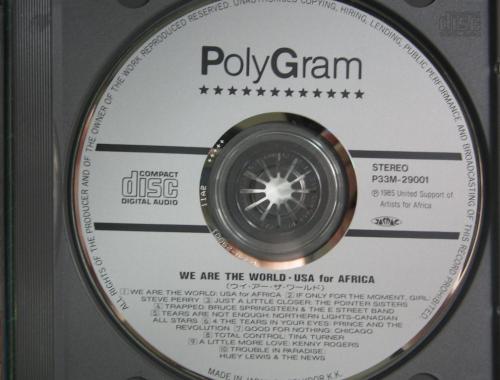 ALL RIGHTS OF THE PRODUCER AND OF THE OWNER OF THE WORK REPRODUCED RESERVED. UNAUTHORISED COPYING, HIRING, LENDING, PUBLIC PERFORMANCE AND BROADCASTING OF THIS RECORD PROHIBITED
PolyGram
COMPACT
disc
DIGITAL AUDIO
STEREO
P33M-29001
Ⓟ 1985 United Support of
Artists for Africa
JASRAC
WE ARE THE WORLD · USA for AFRICA
(ウイ・アー・ザ・ワールド)
① WE ARE THE WORLD: USA for AFRICA ② IF ONLY FOR THE MOMENT, GIRL:
STEVE PERRY ③ JUST A LITTLE CLOSER: THE POINTER SISTERS
④ TRAPPED: BRUCE SPRINGSTEEN & THE E STREET BAND
⑤ TEARS ARE NOT ENOUGH: NORTHERN LIGHTS-CANADIAN
ALL STARS ⑥ 4 THE TEARS IN YOUR EYES: PRINCE AND THE
REVOLUTION ⑦ GOOD FOR NOTHING: CHICAGO
⑧ TOTAL CONTROL: TINA TURNER
⑨ A LITTLE MORE LOVE: KENNY ROGERS
⑩ TROUBLE IN PARADISE:
HUEY LEWIS & THE NEWS
MADE IN